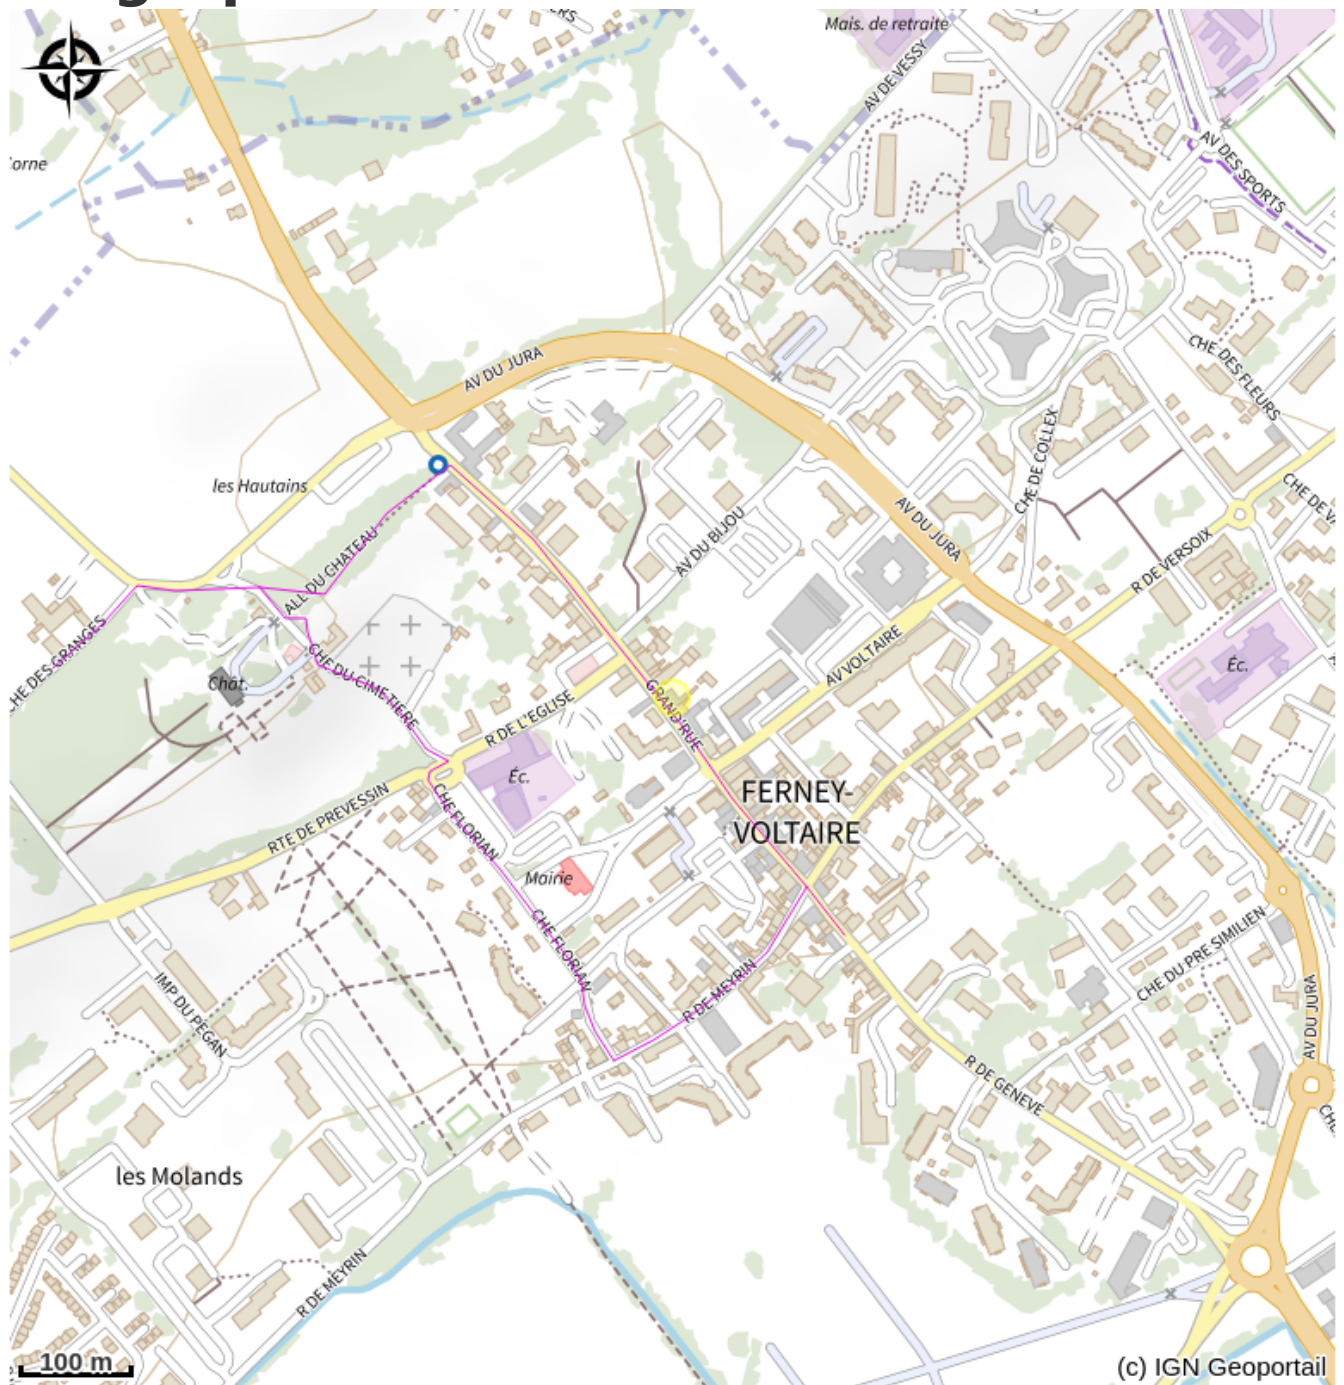 Mais. de retraite
AV DE VESSY
AV DES SPORTS
AV DU JURA
CHE DES FLEURS
les Hautains
CHE DE COLLEX
AV DU JURA
R DE VERSOIX
AV DU BIJOU
ALL DU CHATEAU
CHE DES GRANGES
CHE DU CIMETIERE
Chât.
AV VOLTAIRE
Éc.
GRAND'RUE
R DE L'EGLISE
Éc.
FERNEY-
VOLTAIRE
RTE DE PREVESSIN
CHE FLORIAN
Mairie
CHE FLORIAN
CHE DU PRE SIMILIEN
R DE MEYRIN
IMP DU PEGAN
AV DU JURA
R DE GENEVE
les Molands
R DE MEYRIN
100 m
(c) IGN Geoportail